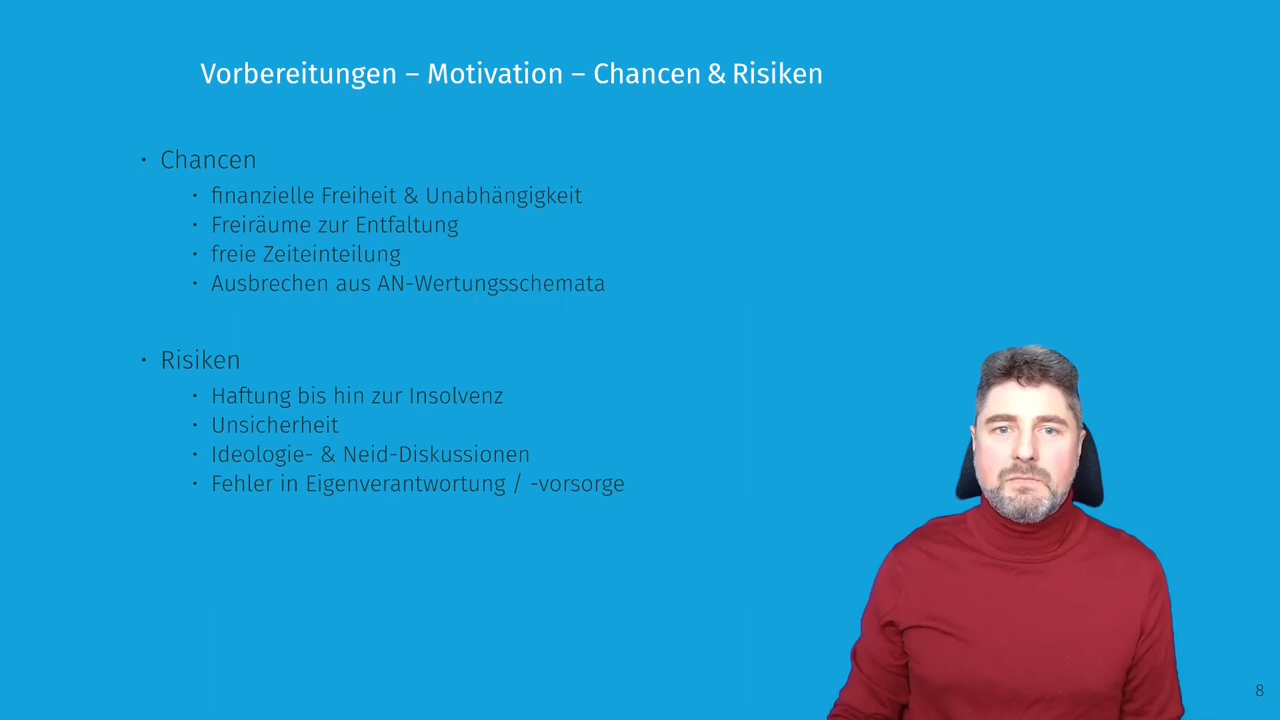 Vorbereitungen – Motivation – Chancen & Risiken
• Chancen
• finanzielle Freiheit & Unabhängigkeit
• Freiräume zur Entfaltung
• freie Zeiteinteilung
• Ausbrechen aus AN-Wertungsschemata
• Risiken
• Haftung bis hin zur Insolvenz
• Unsicherheit
• Ideologie- & Neid-Diskussionen
• Fehler in Eigenverantwortung / -vorsorge
8